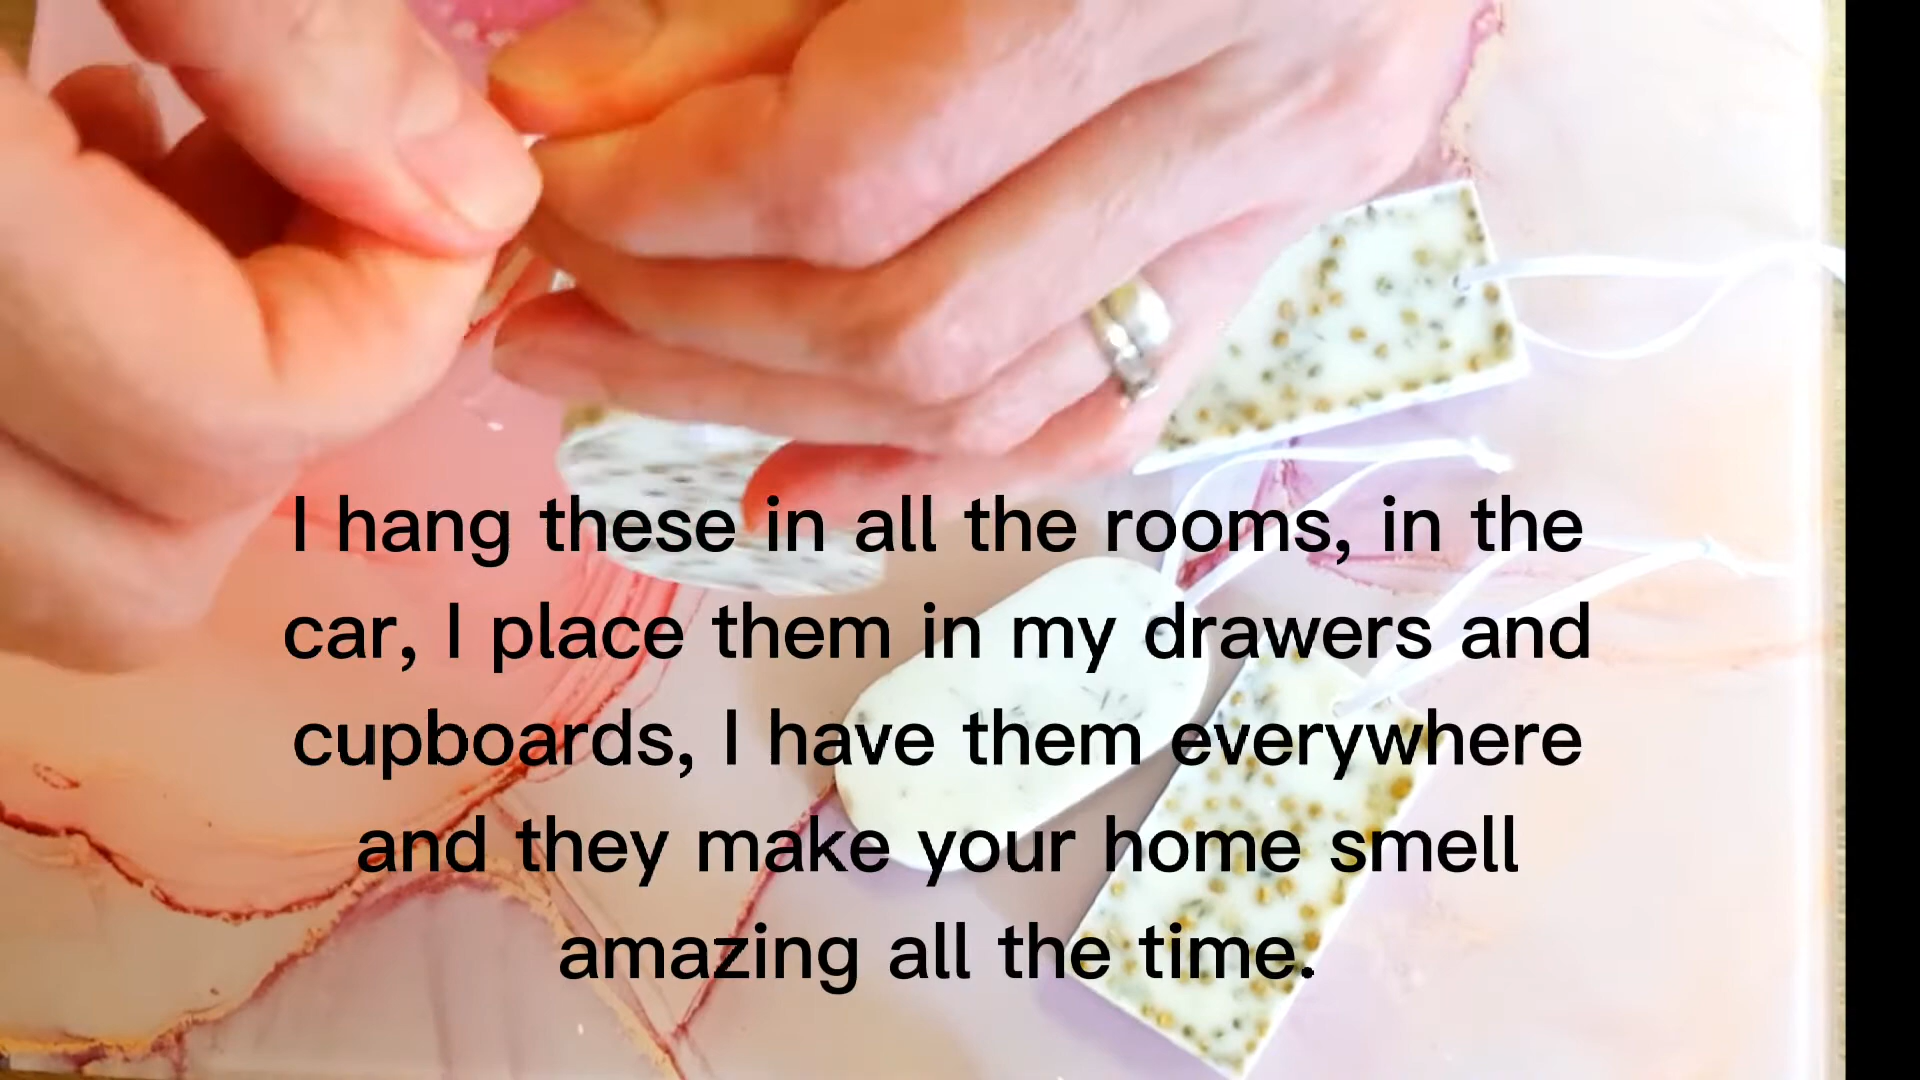 I hang these in all the rooms, in the
car, I place them in my drawers and
cupboards, I have them everywhere
and they make your home smell
amazing all the time.